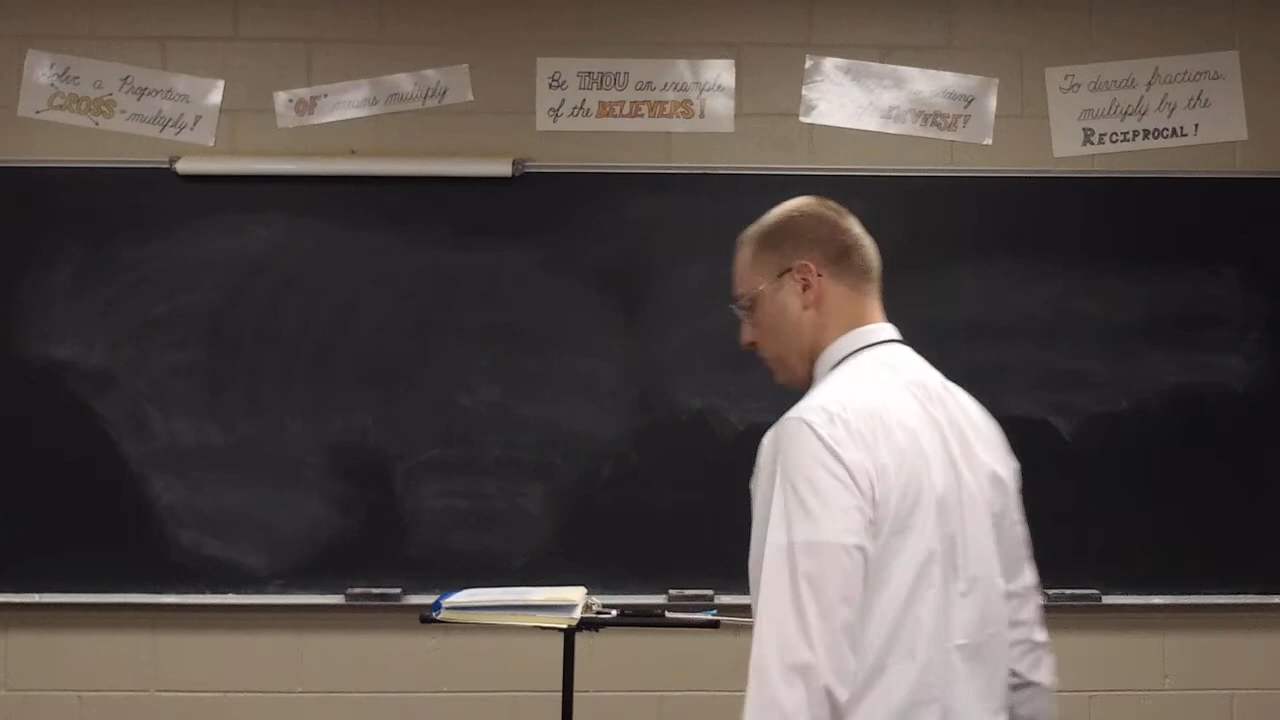 Solve a Proportion
"CROSS"-multiply!
"OF" means multiply
Be THOU an example
of the BELIEVERS!
adding
INVERSE!
To divide fractions,
multiply by the
RECIPROCAL!